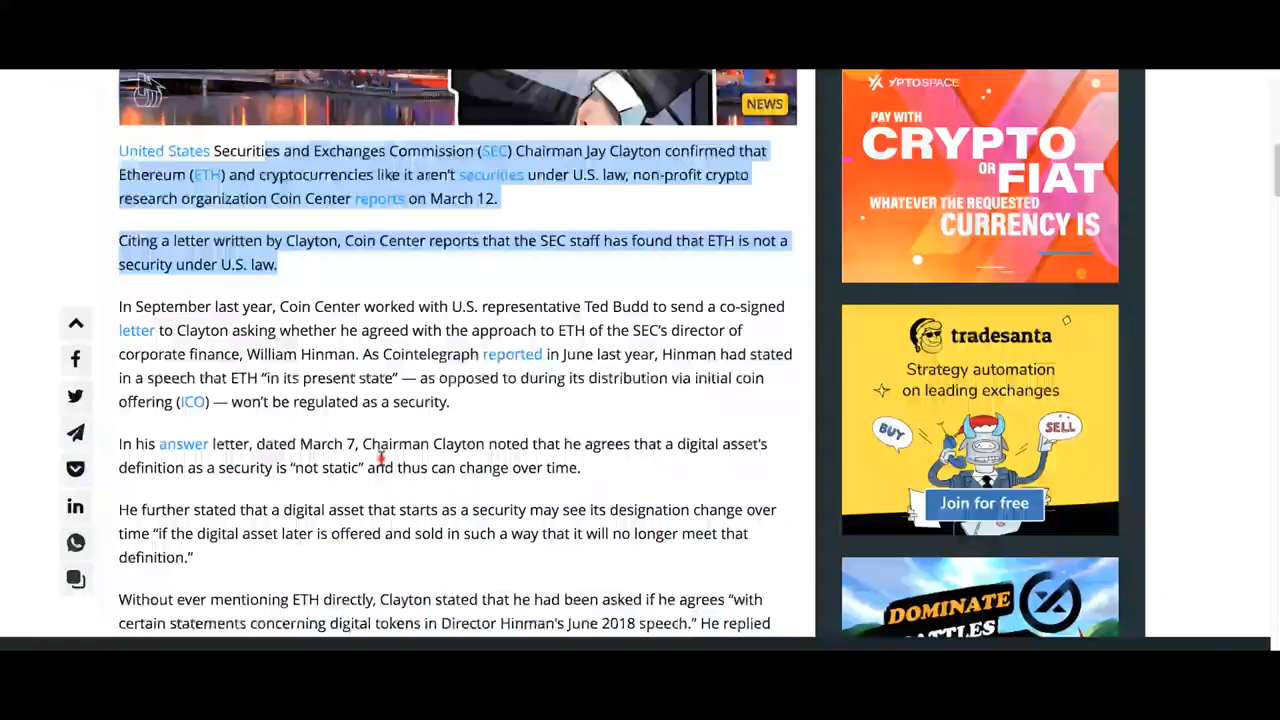 NEWS
United States Securities and Exchanges Commission (SEC) Chairman Jay Clayton confirmed that
Ethereum (ETH) and cryptocurrencies like it aren't securities under U.S. law, non-profit crypto
research organization Coin Center reports on March 12.
Citing a letter written by Clayton, Coin Center reports that the SEC staff has found that ETH is not a
security under U.S. law.
In September last year, Coin Center worked with U.S. representative Ted Budd to send a co-signed
letter to Clayton asking whether he agreed with the approach to ETH of the SEC's director of
corporate finance, William Hinman. As Cointelegraph reported in June last year, Hinman had stated
in a speech that ETH “in its present state” — as opposed to during its distribution via initial coin
offering (ICO) — won't be regulated as a security.
In his answer letter, dated March 7, Chairman Clayton noted that he agrees that a digital asset's
definition as a security is “not static” and thus can change over time.
He further stated that a digital asset that starts as a security may see its designation change over
time “if the digital asset later is offered and sold in such a way that it will no longer meet that
definition.”
Without ever mentioning ETH directly, Clayton stated that he had been asked if he agrees “with
certain statements concerning digital tokens in Director Hinman's June 2018 speech.” He replied
YPTOSPACE
PAY WITH
CRYPTO
OR FIAT
WHATEVER THE REQUESTED
CURRENCY IS
tradesanta
Strategy automation
on leading exchanges
BUY
SELL
Join for free
DOMINATE
BATTLES